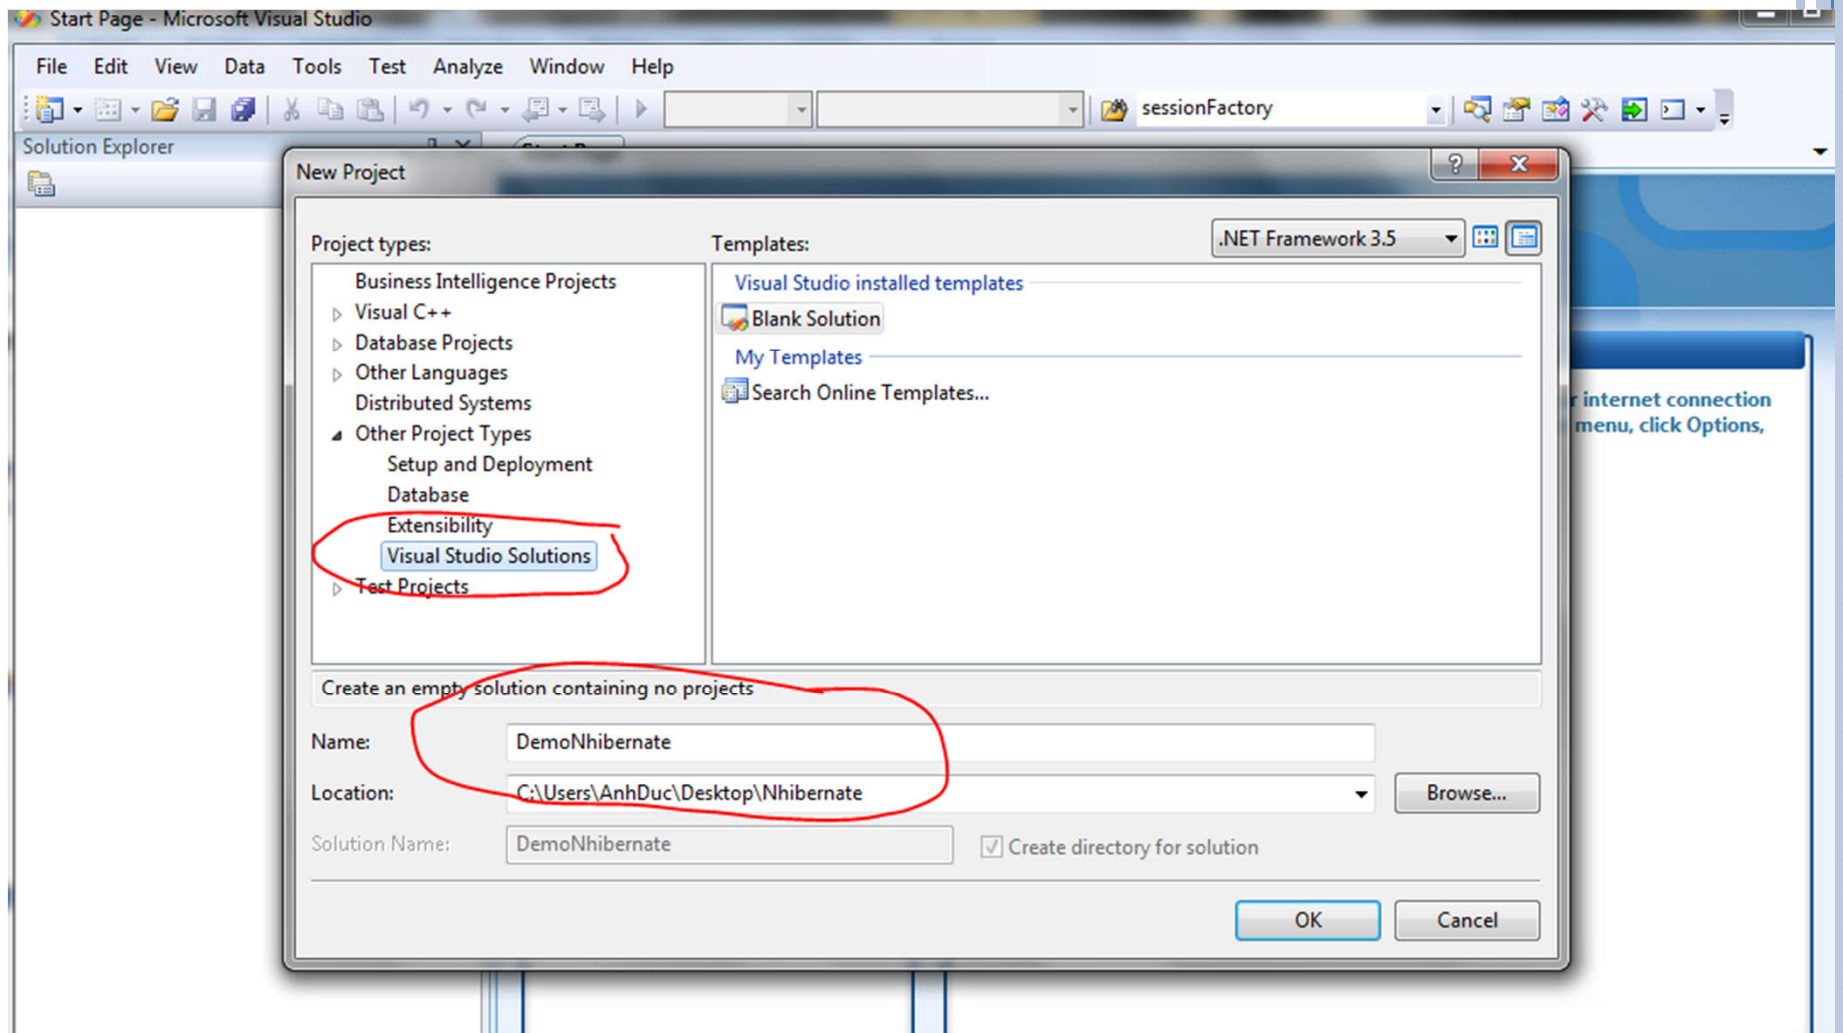 Start Page - Microsoft Visual Studio
File Edit View Data Tools Test Analyze Window Help
sessionFactory
Solution Explorer
Start Page
New Project
Project types:
Templates:
.NET Framework 3.5
Business Intelligence Projects
Visual C++
Database Projects
Other Languages
Distributed Systems
Other Project Types
Setup and Deployment
Database
Extensibility
Visual Studio Solutions
Test Projects
Visual Studio installed templates
Blank Solution
My Templates
Search Online Templates...
internet connection
menu, click Options,
Create an empty solution containing no projects
Name: DemoNhibernate
Location: C:\Users\AnhDuc\Desktop\Nhibernate
Browse...
Solution Name: DemoNhibernate
Create directory for solution
OK Cancel